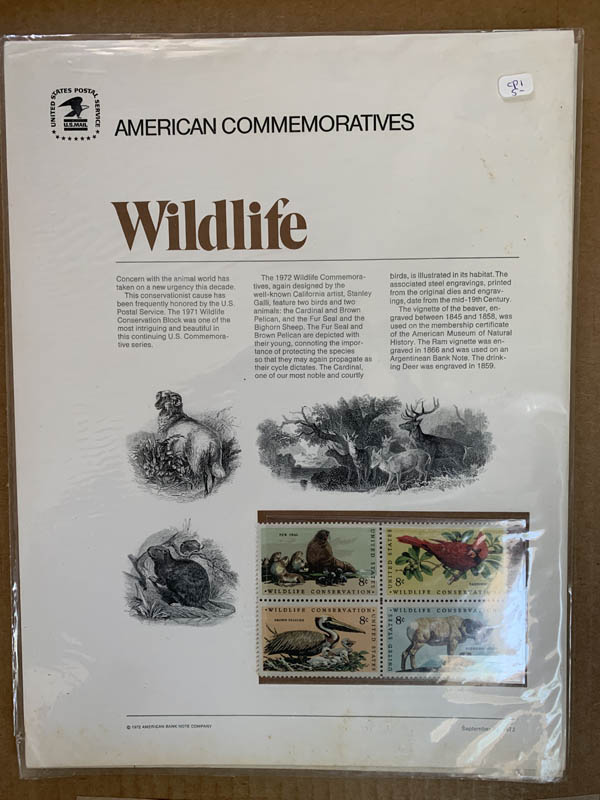 UNITED STATES POSTAL SERVICE
U.S.MAIL
CP1
5-
AMERICAN COMMEMORATIVES
Wildlife
Concern with the animal world has
taken on a new urgency this decade.
This conservationist cause has
been frequently honored by the U.S.
Postal Service. The 1971 Wildlife
Conservation Block was one of the
most intriguing and beautiful in
this continuing U.S. Commemora-
tive series.
The 1972 Wildlife Commemora-
tives, again designed by the
well-known California artist, Stanley
Galli, feature two birds and two
animals: the Cardinal and Brown
Pelican, and the Fur Seal and the
Bighorn Sheep. The Fur Seal and
Brown Pelican are depicted with
their young, connoting the impor-
tance of protecting the species
so that they may again propagate as
their cycle dictates. The Cardinal,
one of our most noble and courtly
birds, is illustrated in its habitat. The
associated steel engravings, printed
from the original dies and engrav-
ings, date from the mid-19th Century.
The vignette of the beaver, en-
graved between 1845 and 1858, was
used on the membership certificate
of the American Museum of Natural
History. The Ram vignette was en-
graved in 1866 and was used on an
Argentinean Bank Note. The drink-
ing Deer was engraved in 1859.
FUR SEAL
8c
UNITED STATES
WILDLIFE CONSERVATION
UNITED STATES
8c
CARDINAL
WILDLIFE CONSERVATION
WILDLIFE CONSERVATION
BROWN PELICAN
8c
UNITED STATES
WILDLIFE CONSERVATION
8c
UNITED STATES
© 1972 AMERICAN BANK NOTE COMPANY
September